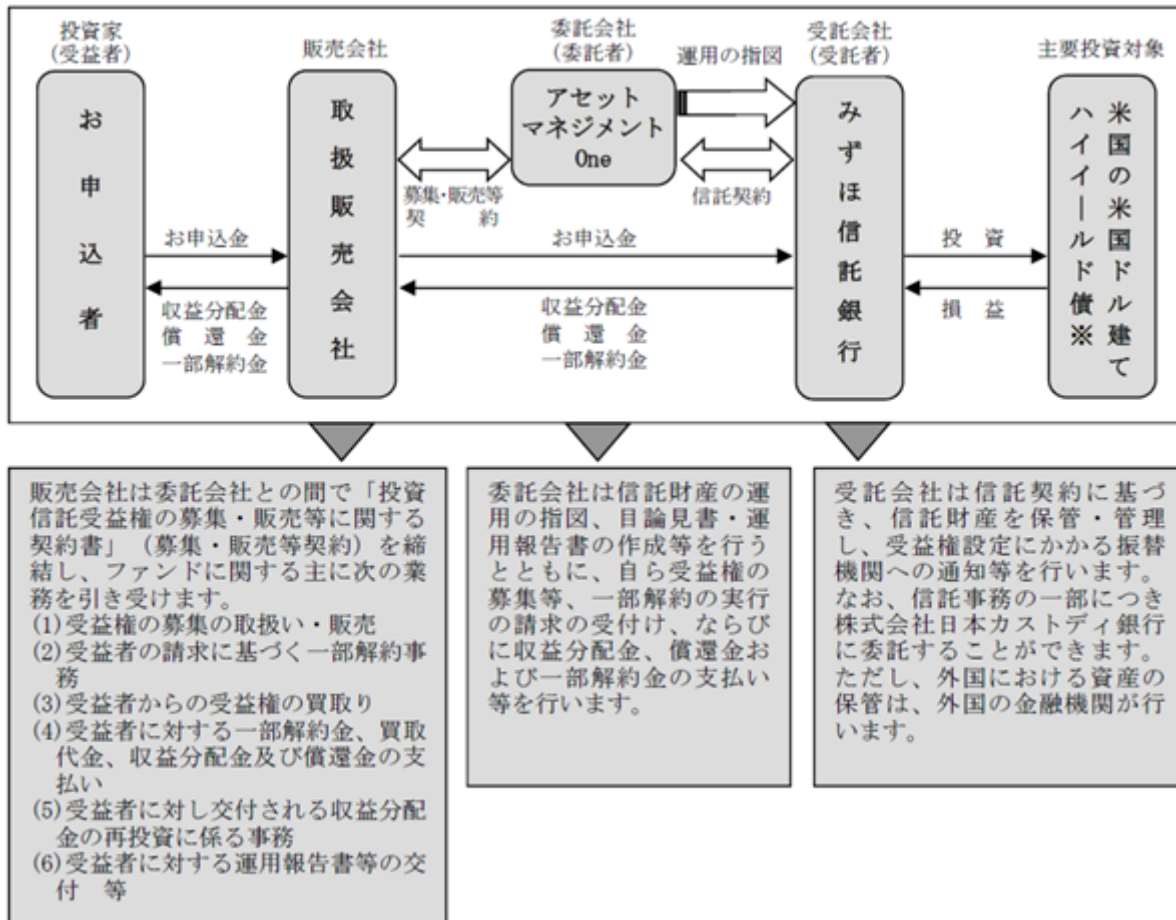 投資家
(受益者)
お申込者
販売会社
取扱販売会社
委託会社
(委託者)
アセット
マネジメント
One
運用の指図
受託会社
(受託者)
みずほ信託銀行
主要投資対象
米国の米国ドル建て
ハイイールド債※
募集・販売等
契　約
信託契約
お申込金
収益分配金
償　還　金
一部解約金
お申込金
収益分配金
償　還　金
一部解約金
投　資
損　益
販売会社は委託会社との間で「投資
信託受益権の募集・販売等に関する
契約書」（募集・販売等契約）を締
結し、ファンドに関する主に次の業
務を引き受けます。
(1)受益権の募集の取扱い・販売
(2)受益者の請求に基づく一部解約事
務
(3)受益者からの受益権の買取り
(4)受益者に対する一部解約金、買取
代金、収益分配金及び償還金の支
払い
(5)受益者に対し交付される収益分配
金の再投資に係る事務
(6)受益者に対する運用報告書等の交
付　等
委託会社は信託財産の運
用の指図、目論見書・運
用報告書の作成等を行う
とともに、自ら受益権の
募集等、一部解約の実行
の請求の受付け、ならび
に収益分配金、償還金お
よび一部解約金の支払い
等を行います。
受託会社は信託契約に基づ
き、信託財産を保管・管理
し、受益権設定にかかる振替
機関への通知等を行います。
なお、信託事務の一部につき
株式会社日本カストディ銀行
に委託することができます。
ただし、外国における資産の
保管は、外国の金融機関が行
います。